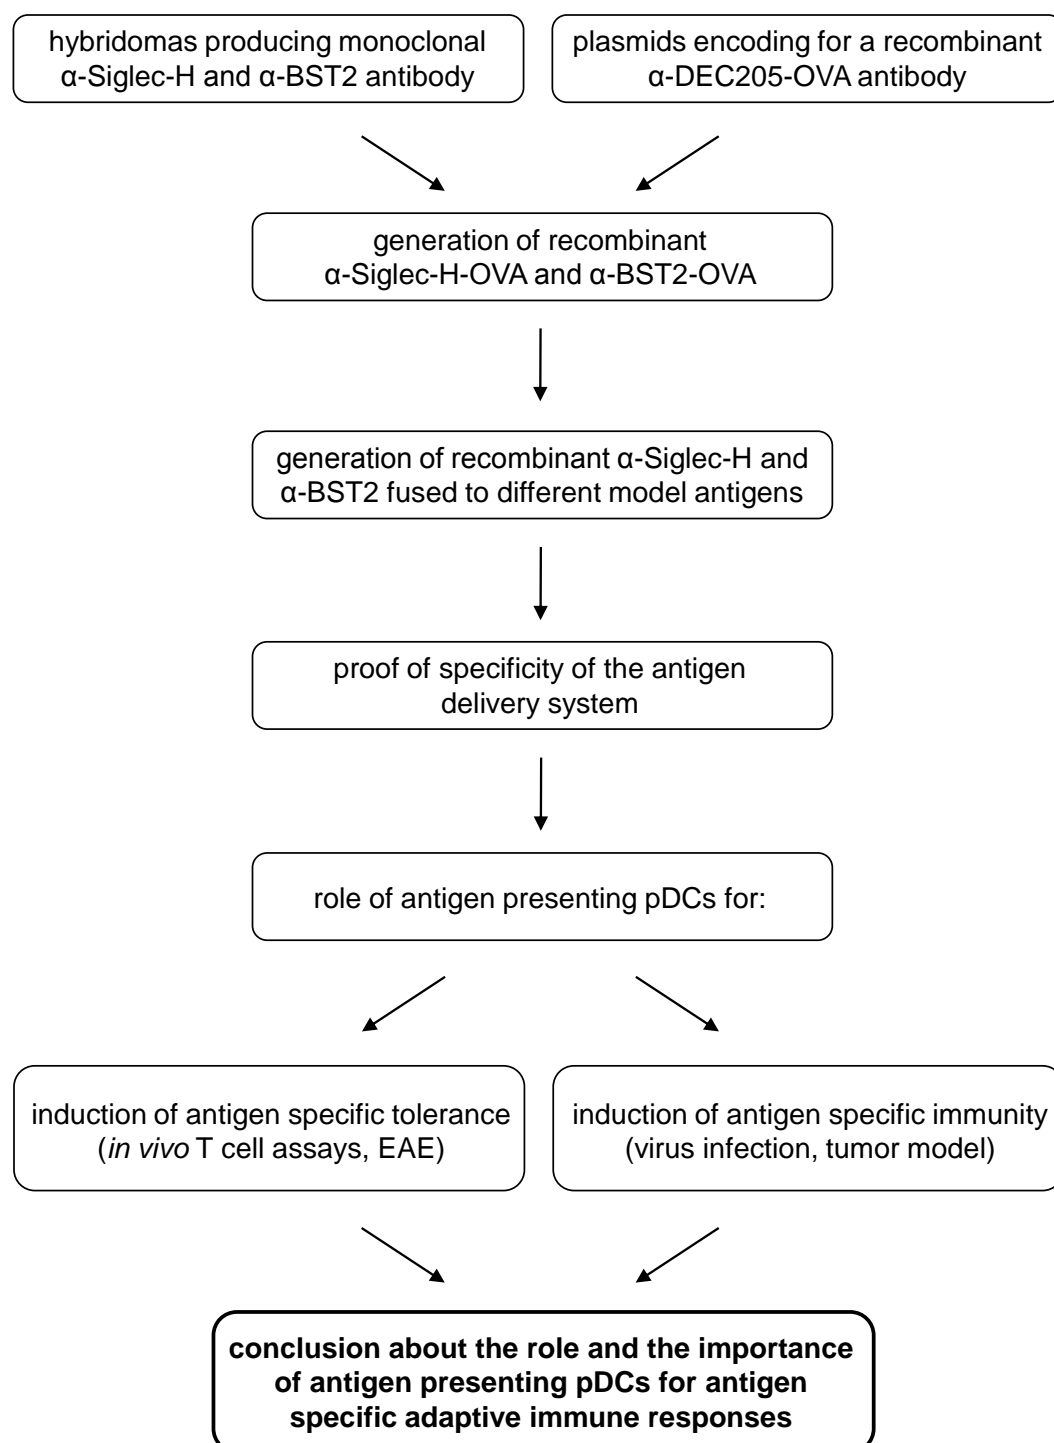 hybridomas producing monoclonal
α-Siglec-H and α-BST2 antibody
plasmids encoding for a recombinant
α-DEC205-OVA antibody
generation of recombinant
α-Siglec-H-OVA and α-BST2-OVA
generation of recombinant α-Siglec-H and
α-BST2 fused to different model antigens
proof of specificity of the antigen
delivery system
role of antigen presenting pDCs for:
induction of antigen specific tolerance
(in vivo T cell assays, EAE)
induction of antigen specific immunity
(virus infection, tumor model)
conclusion about the role and the importance
of antigen presenting pDCs for antigen
specific adaptive immune responses